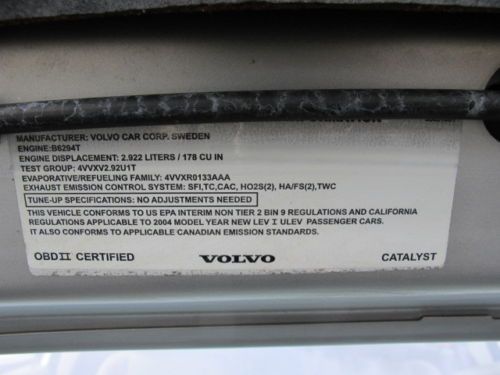 MANUFACTURER: VOLVO CAR CORP. SWEDEN
ENGINE:B6294T
ENGINE DISPLACEMENT: 2.922 LITERS / 178 CU IN
TEST GROUP: 4VVXV2.92U1T
EVAPORATIVE/REFUELING FAMILY: 4VVXR0133AAA
EXHAUST EMISSION CONTROL SYSTEM: SFI,TC,CAC, HO2S(2), HA/FS(2),TWC
TUNE-UP SPECIFICATIONS: NO ADJUSTMENTS NEEDED
THIS VEHICLE CONFORMS TO US EPA INTERIM NON TIER 2 BIN 9 REGULATIONS AND CALIFORNIA
REGULATIONS APPLICABLE TO 2004 MODEL YEAR NEW LEV I ULEV PASSENGER CARS.
IT ALSO CONFORMS TO APPLICABLE CANADIAN EMISSION STANDARDS.
OBDII CERTIFIED VOLVO CATALYST